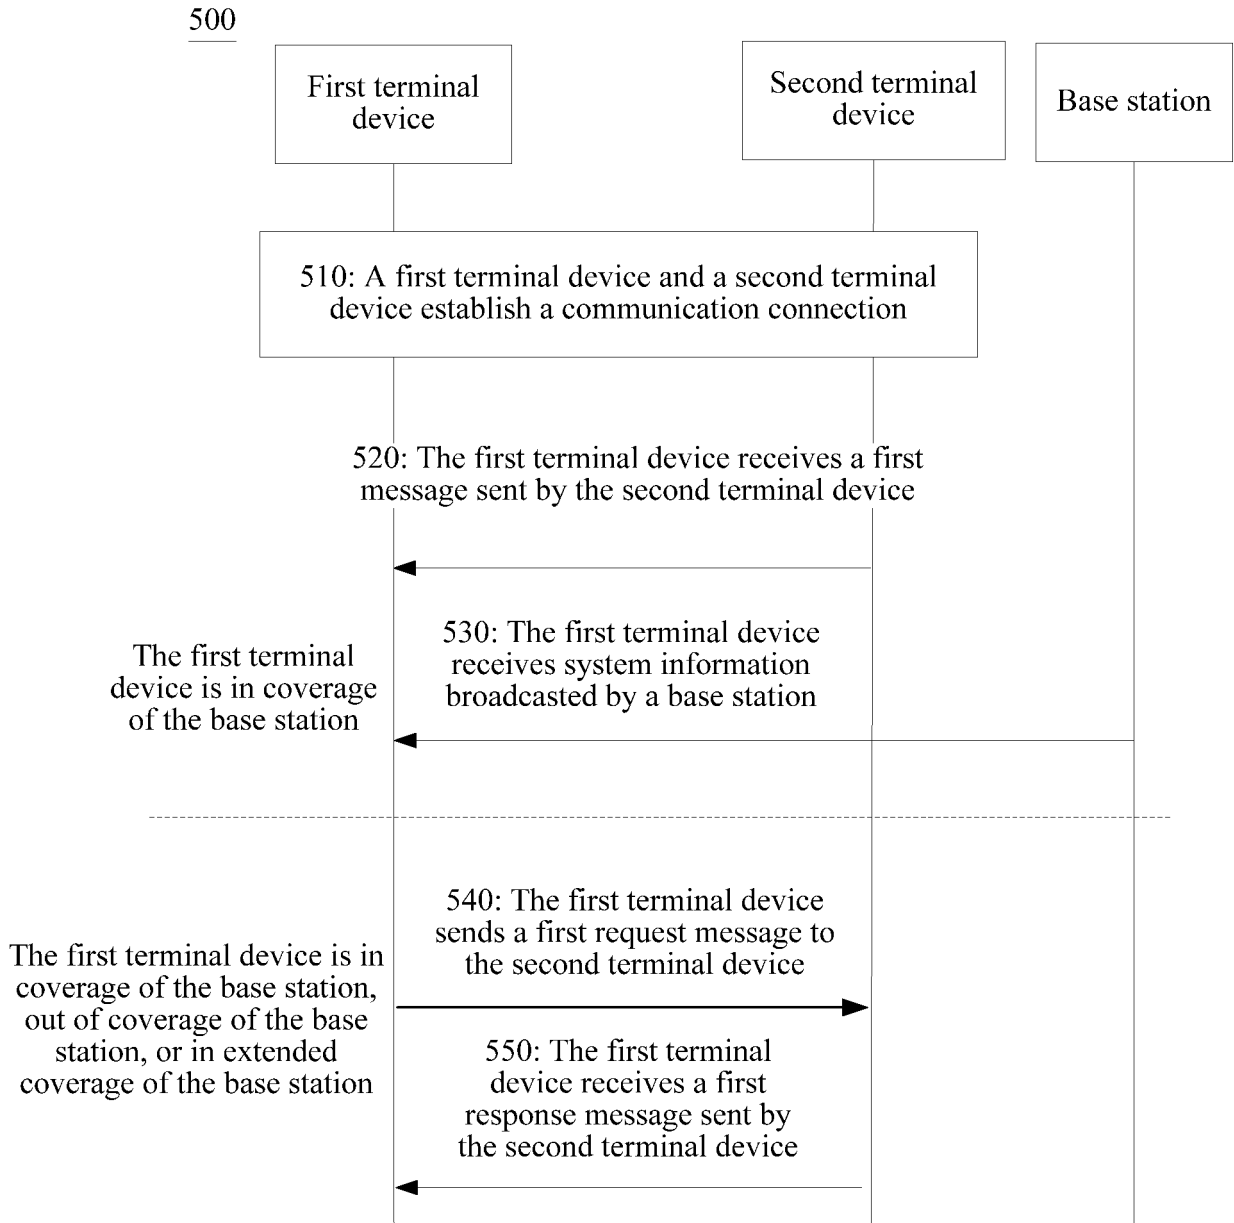 500
First terminal
device
Second terminal
device
Base station
510: A first terminal device and a second terminal
device establish a communication connection
520: The first terminal device receives a first
message sent by the second terminal device
The first terminal
device is in coverage
of the base station
530: The first terminal device
receives system information
broadcasted by a base station
The first terminal device is in
coverage of the base station,
out of coverage of the base
station, or in extended
coverage of the base station
540: The first terminal device
sends a first request message to
the second terminal device
550: The first terminal
device receives a first
response message sent by
the second terminal device